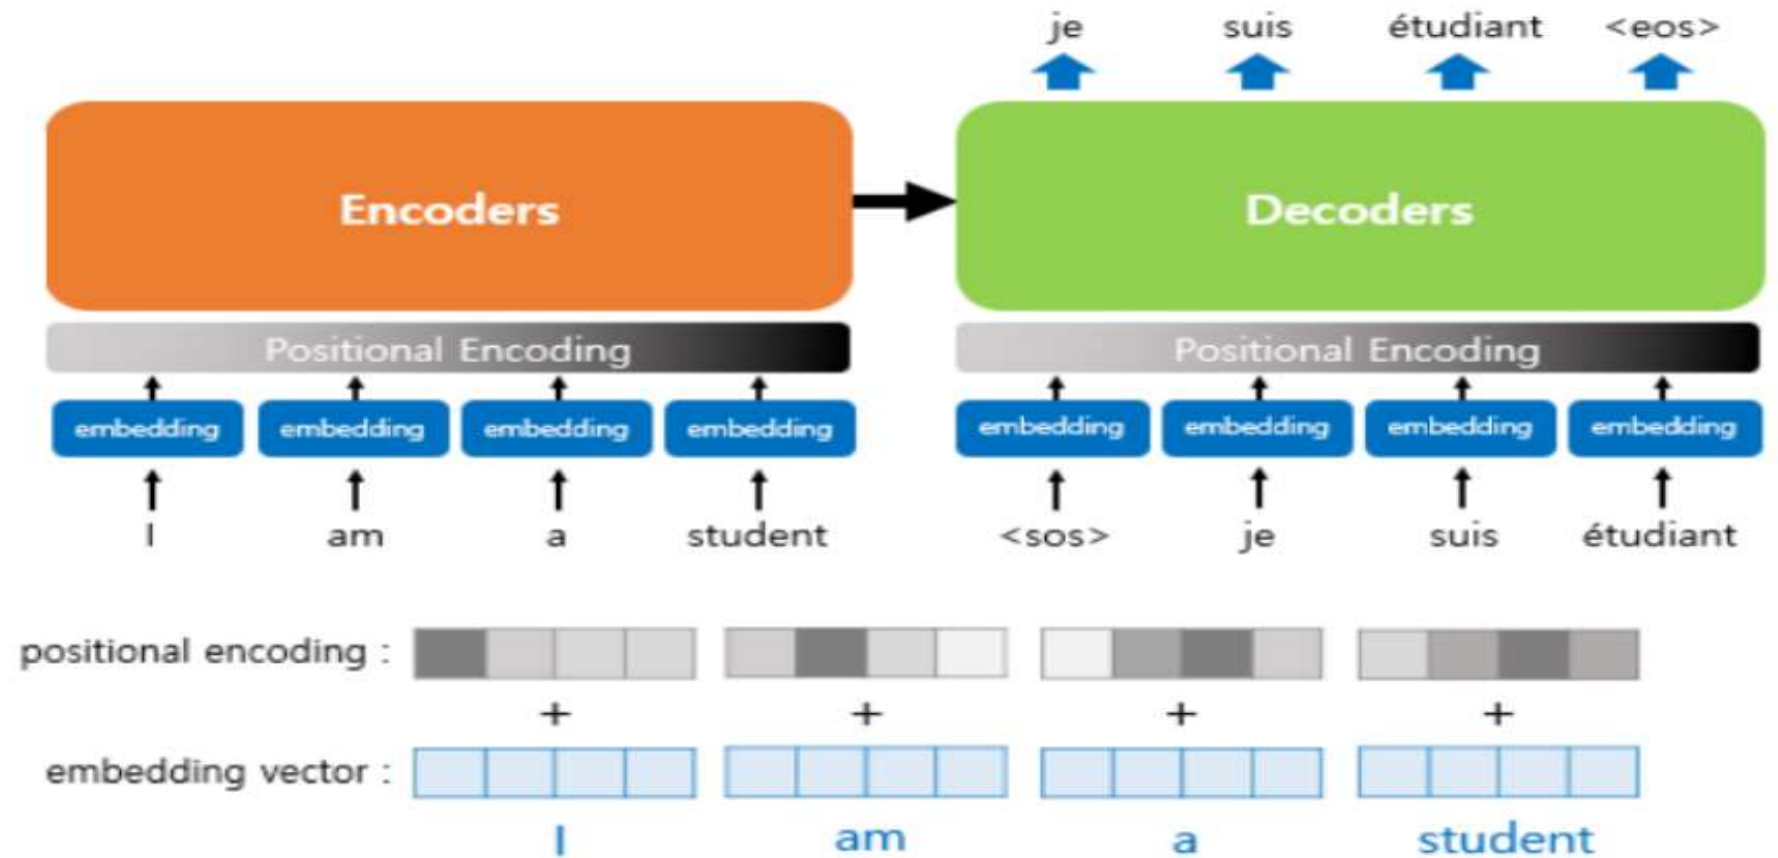 je suis étudiant <eos>
Encoders
Decoders
Positional Encoding
Positional Encoding
embedding embedding embedding embedding
embedding embedding embedding embedding
I am a student
<sos> je suis étudiant
positional encoding :
+ + + +
embedding vector :
I am a student